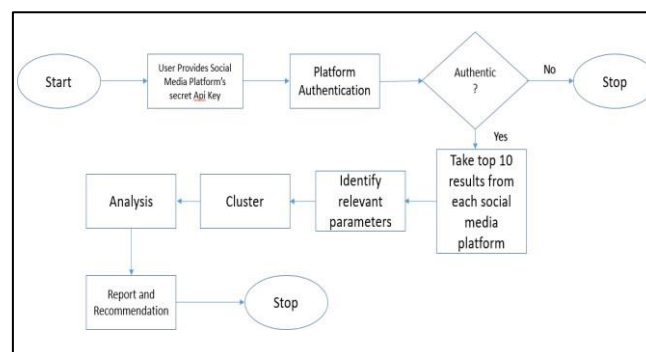 Start
User Provides Social
Media Platform's
secret Api Key
Platform
Authentication
Authentic
?
No
Stop
Yes
Take top 10
results from
each social
media
platform
Identify
relevant
parameters
Cluster
Analysis
Report and
Recommendation
Stop